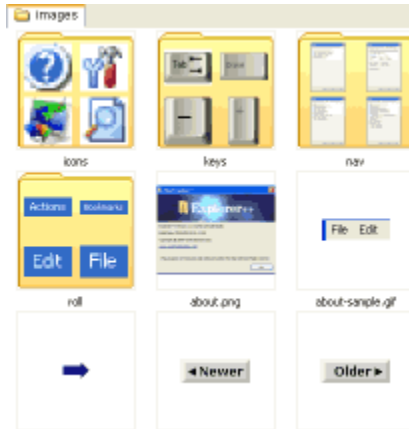 images
Tab
icons
keys
nav
Actions
Bookmarks
Edit
File
Explorer++
File Edit
roll
about.png
about-sample.gif
Newer
Older